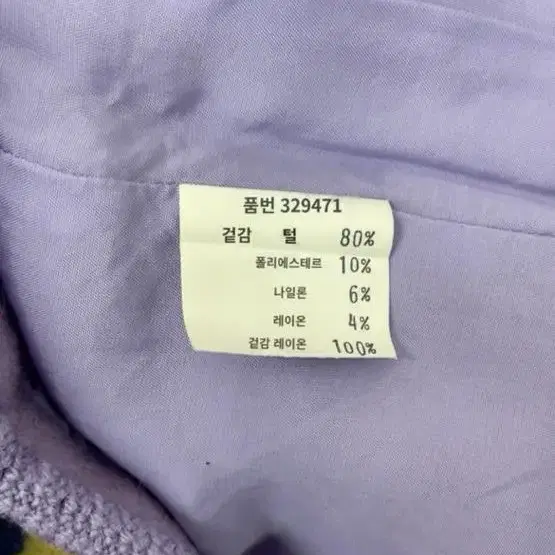 품번 329471
겉감 털 80%
폴리에스테르 10%
나일론 6%
레이온 4%
겉감 레이온 100%